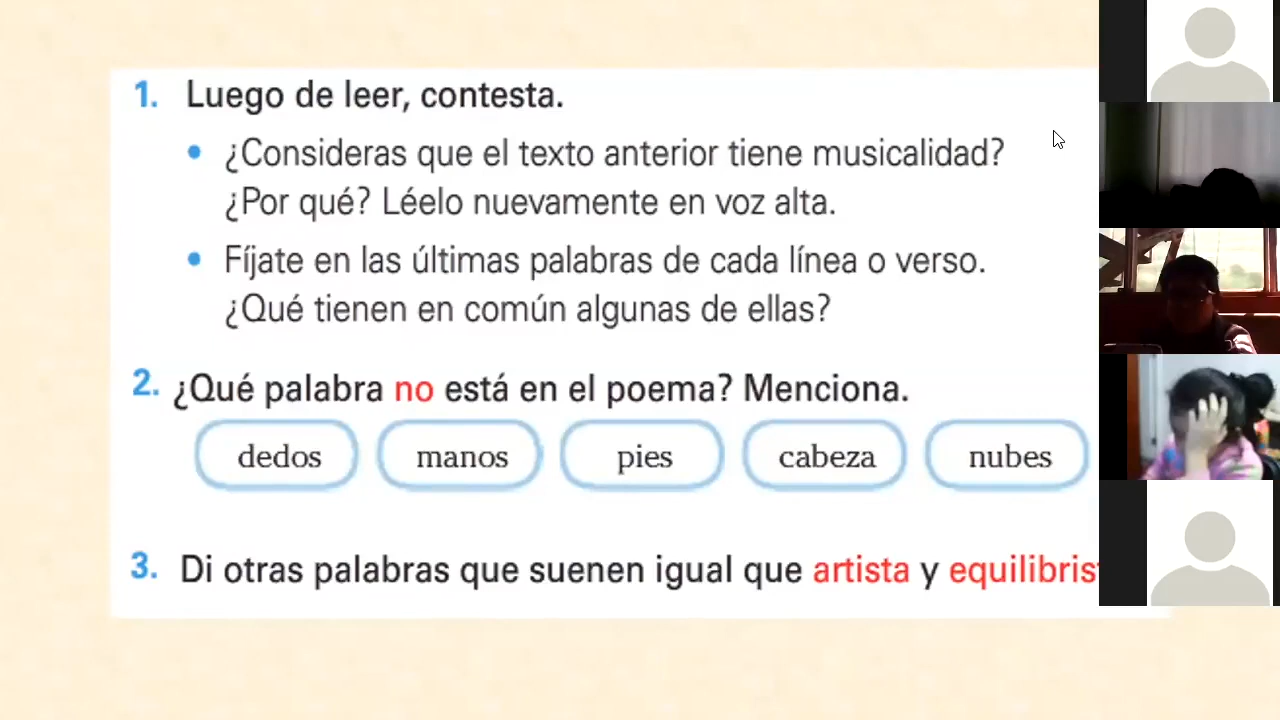 1. Luego de leer, contesta.
• ¿Consideras que el texto anterior tiene musicalidad?
¿Por qué? Léelo nuevamente en voz alta.
• Fíjate en las últimas palabras de cada línea o verso.
¿Qué tienen en común algunas de ellas?
2. ¿Qué palabra no está en el poema? Menciona.
dedos manos pies cabeza nubes
3. Di otras palabras que suenen igual que artista y